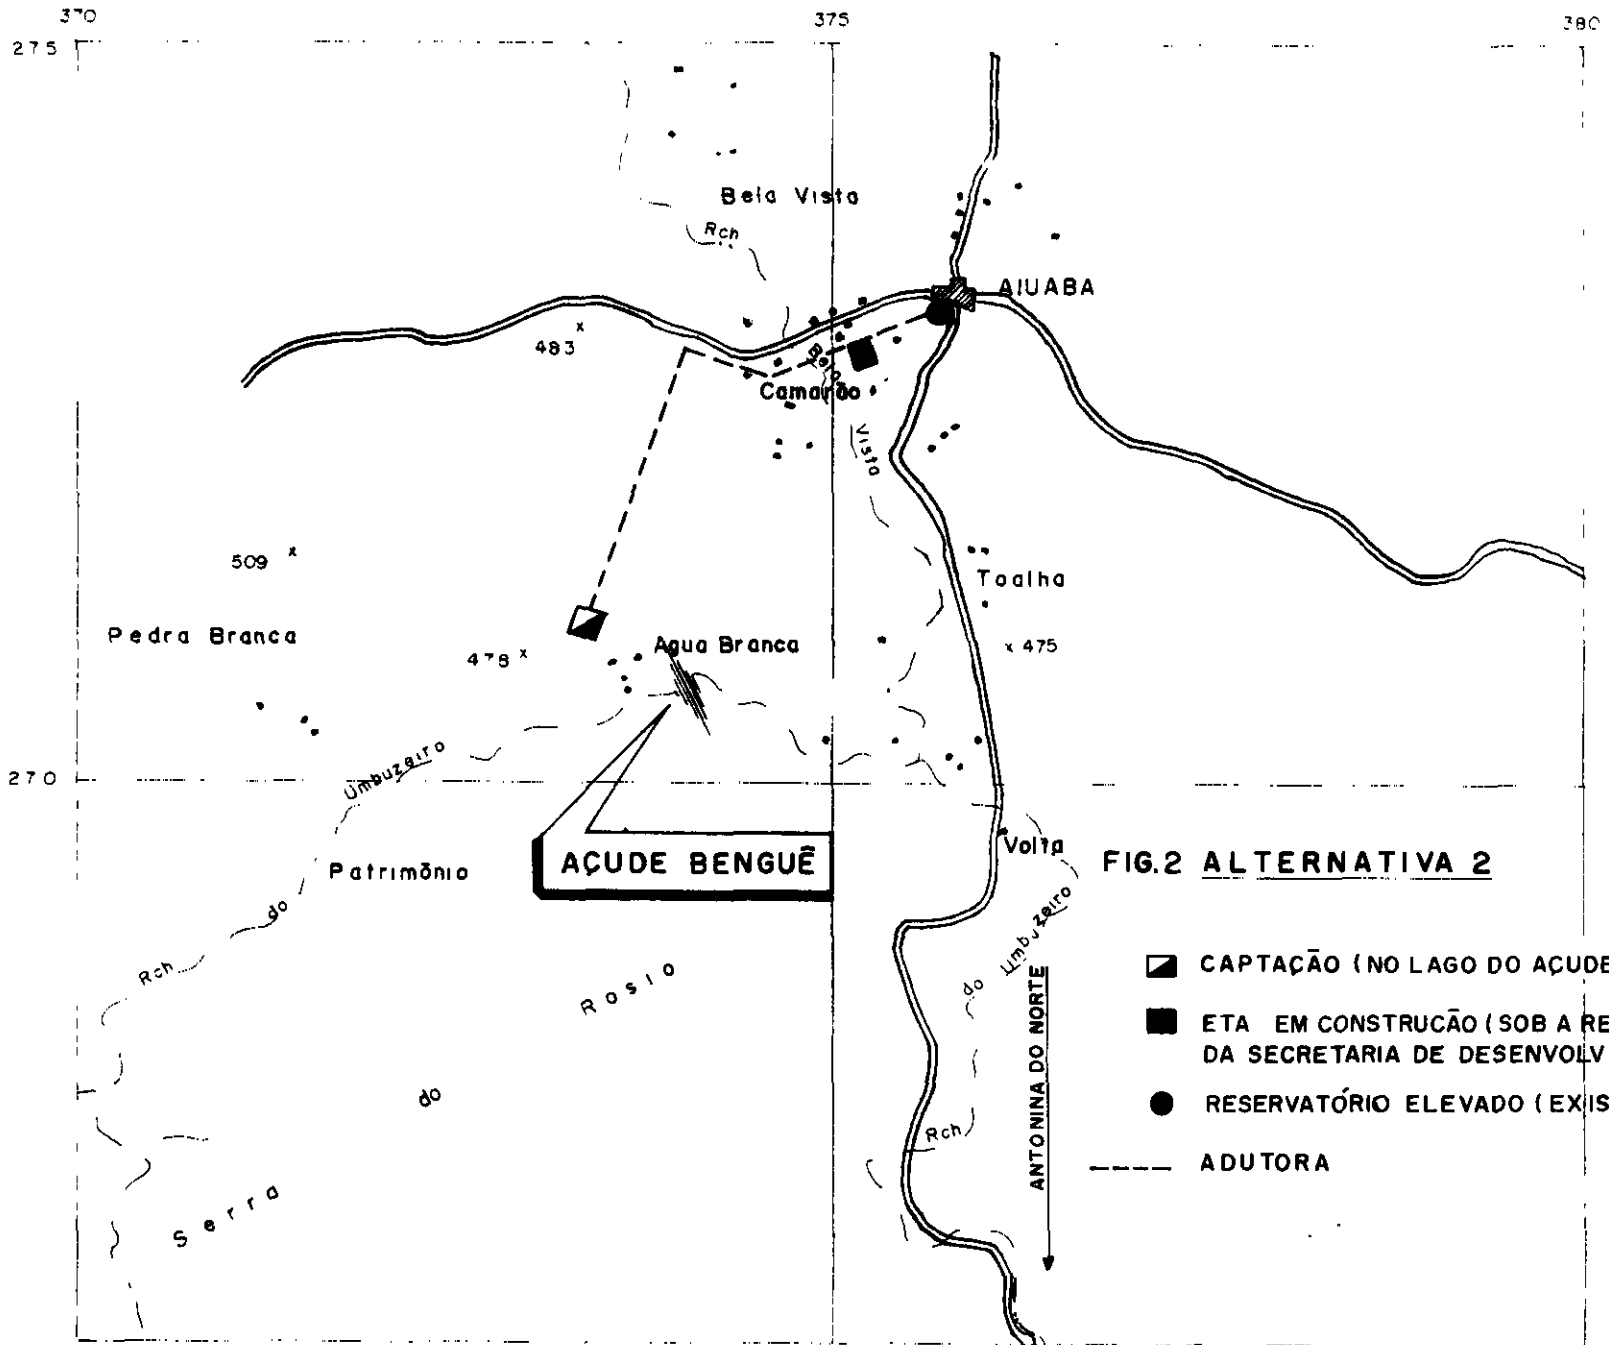 370
375
380
275
Bela Vista
Rch
AIUABA
483
Bela
Camarão
Vista
509
Toalha
Pedra Branca
478 x
Agua Branca
x 475
270
Umbuzeiro
Volta
AÇUDE BENGUÊ
FIG.2 ALTERNATIVA 2
Patrimônio
do
Umbuzeiro
Rch
Rosio
do
CAPTAÇÃO (NO LAGO DO AÇUDE
ETA EM CONSTRUCÃO (SOB A RE
DA SECRETARIA DE DESENVOLV
ANTONINA DO NORTE
do
RESERVATÓRIO ELEVADO (EXIS
Rch
ADUTORA
Serra